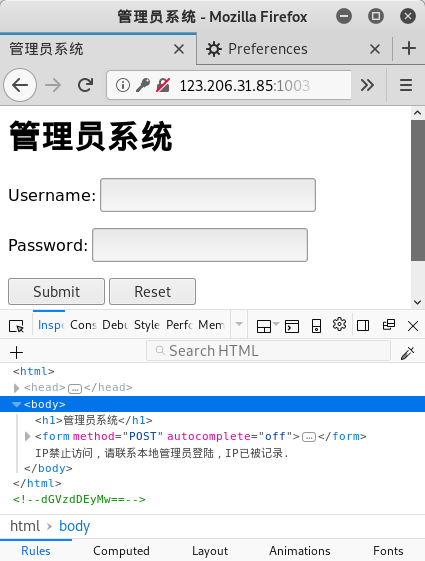 管理员系统 - Mozilla Firefox
管理员系统
Preferences
123.206.31.85:1003
管理员系统
Username:
Password:
Submit Reset
Inspe Cons Debu Style Perfo Mem
Search HTML
<html>
<head>…</head>
<body>
<h1>管理员系统</h1>
<form method="POST" autocomplete="off">…</form>
IP禁止访问，请联系本地管理员登陆，IP已被记录.
</body>
</html>
<!--dGVzdDEyMw==-->
html › body
Rules Computed Layout Animations Fonts